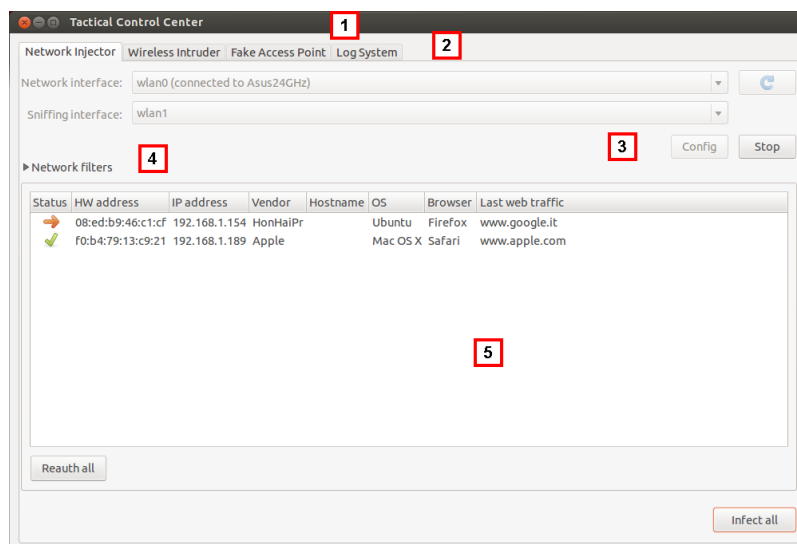 Tactical Control Center
1
Network Injector Wireless Intruder Fake Access Point Log System
2
Network interface: wlan0 (connected to Asus24GHz)
Sniffing interface: wlan1
3
Config Stop
4
Network filters
Status HW address IP address Vendor Hostname OS Browser Last web traffic
08:ed:b9:46:c1:cf 192.168.1.154 HonHaiPr Ubuntu Firefox www.google.it
f0:b4:79:13:c9:21 192.168.1.189 Apple Mac OS X Safari www.apple.com
5
Reauth all
Infect all